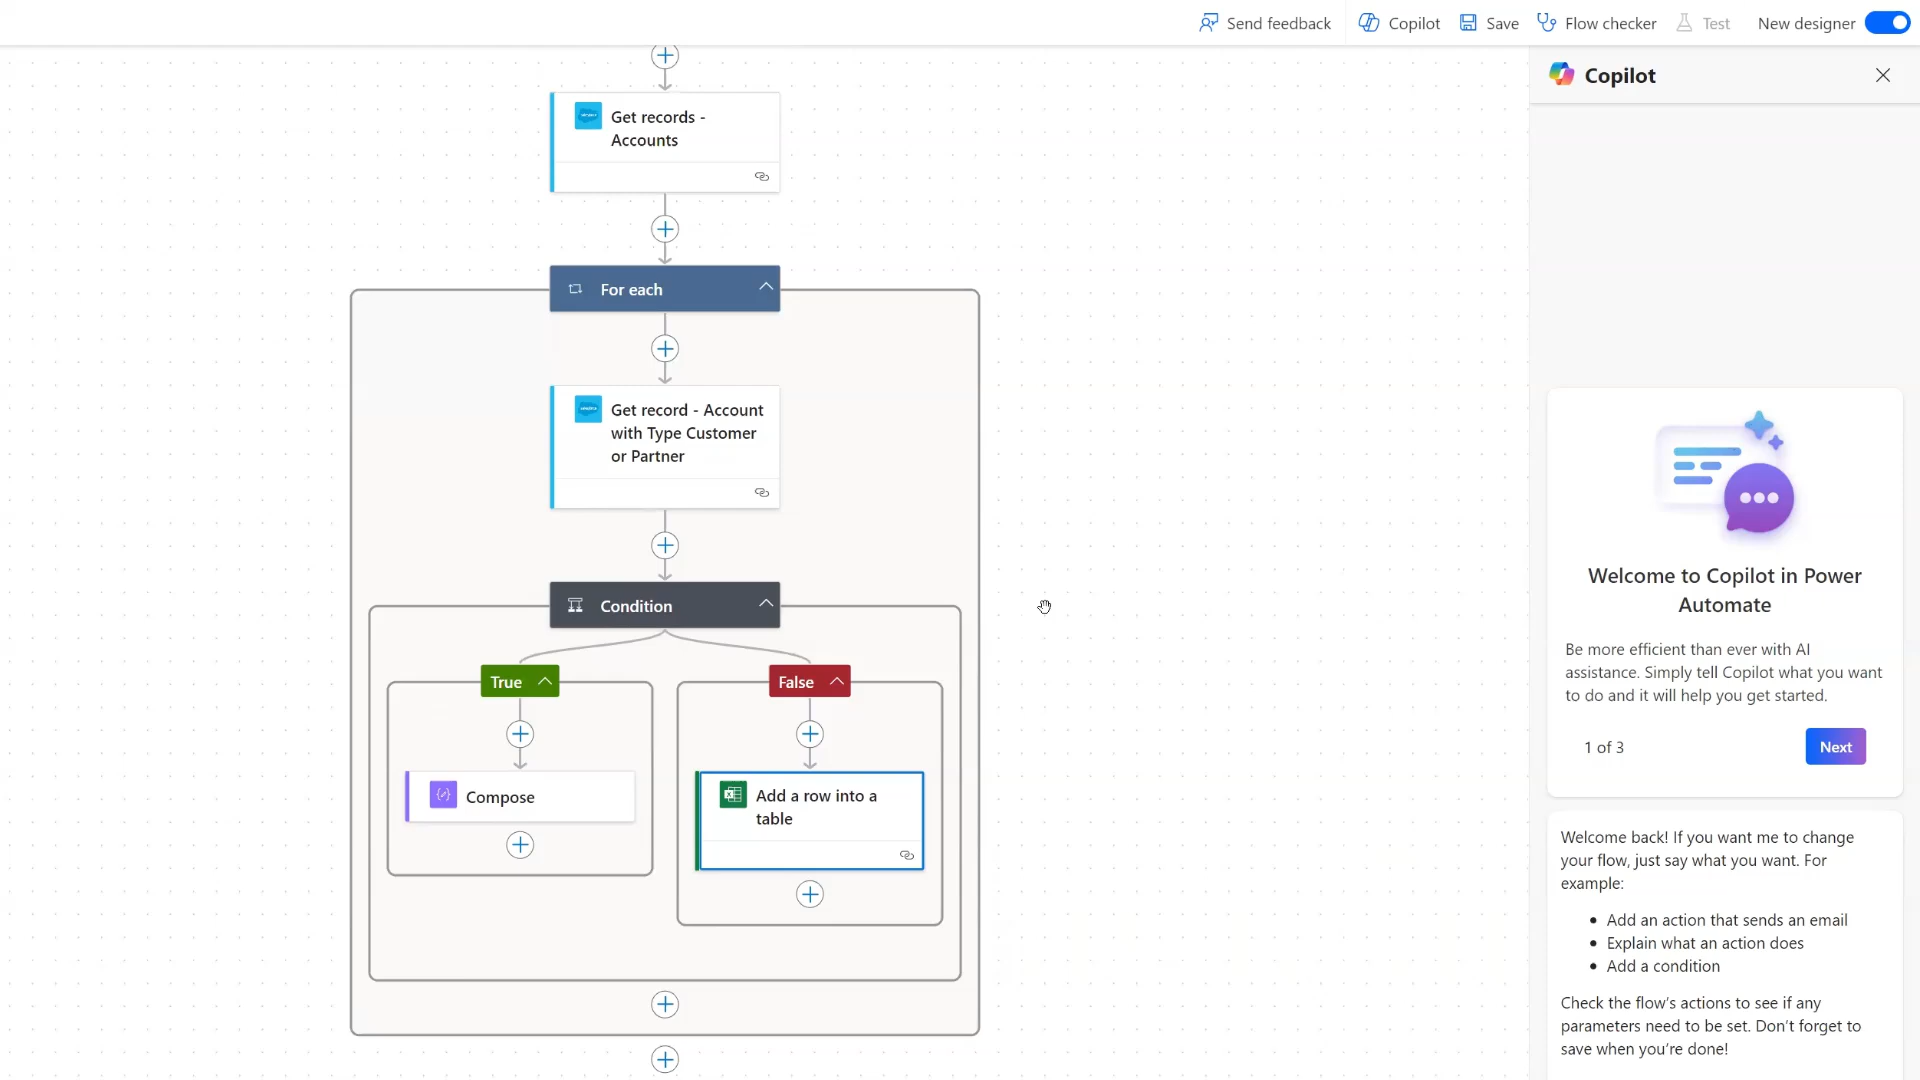 Send feedback
Copilot
Save
Flow checker
Test
New designer
Get records -
Accounts
For each
Get record - Account
with Type Customer
or Partner
Condition
True
False
Compose
Add a row into a
table
Copilot
Welcome to Copilot in Power
Automate
Be more efficient than ever with AI
assistance. Simply tell Copilot what you want
to do and it will help you get started.
1 of 3
Next
Welcome back! If you want me to change
your flow, just say what you want. For
example:
• Add an action that sends an email
• Explain what an action does
• Add a condition
Check the flow's actions to see if any
parameters need to be set. Don't forget to
save when you're done!